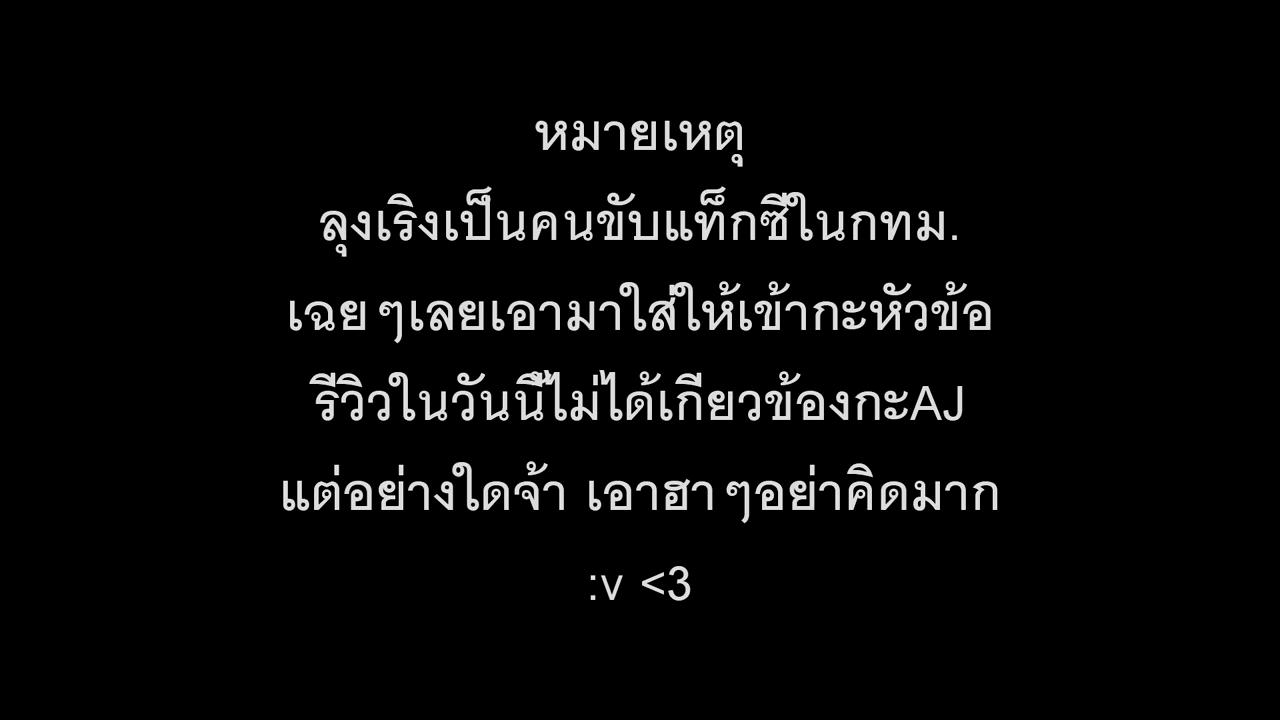 หมายเหตุ
ลุงเริงเป็นคนขับแท็กซี่ในกทม.
เฉยๆเลยเอามาใส่ให้เข้ากะหัวข้อ
รีวิวในวันนี้ไม่ได้เกี่ยวข้องกะAJ
แต่อย่างใดจ้า เอาฮาๆอย่าคิดมาก
:v <3